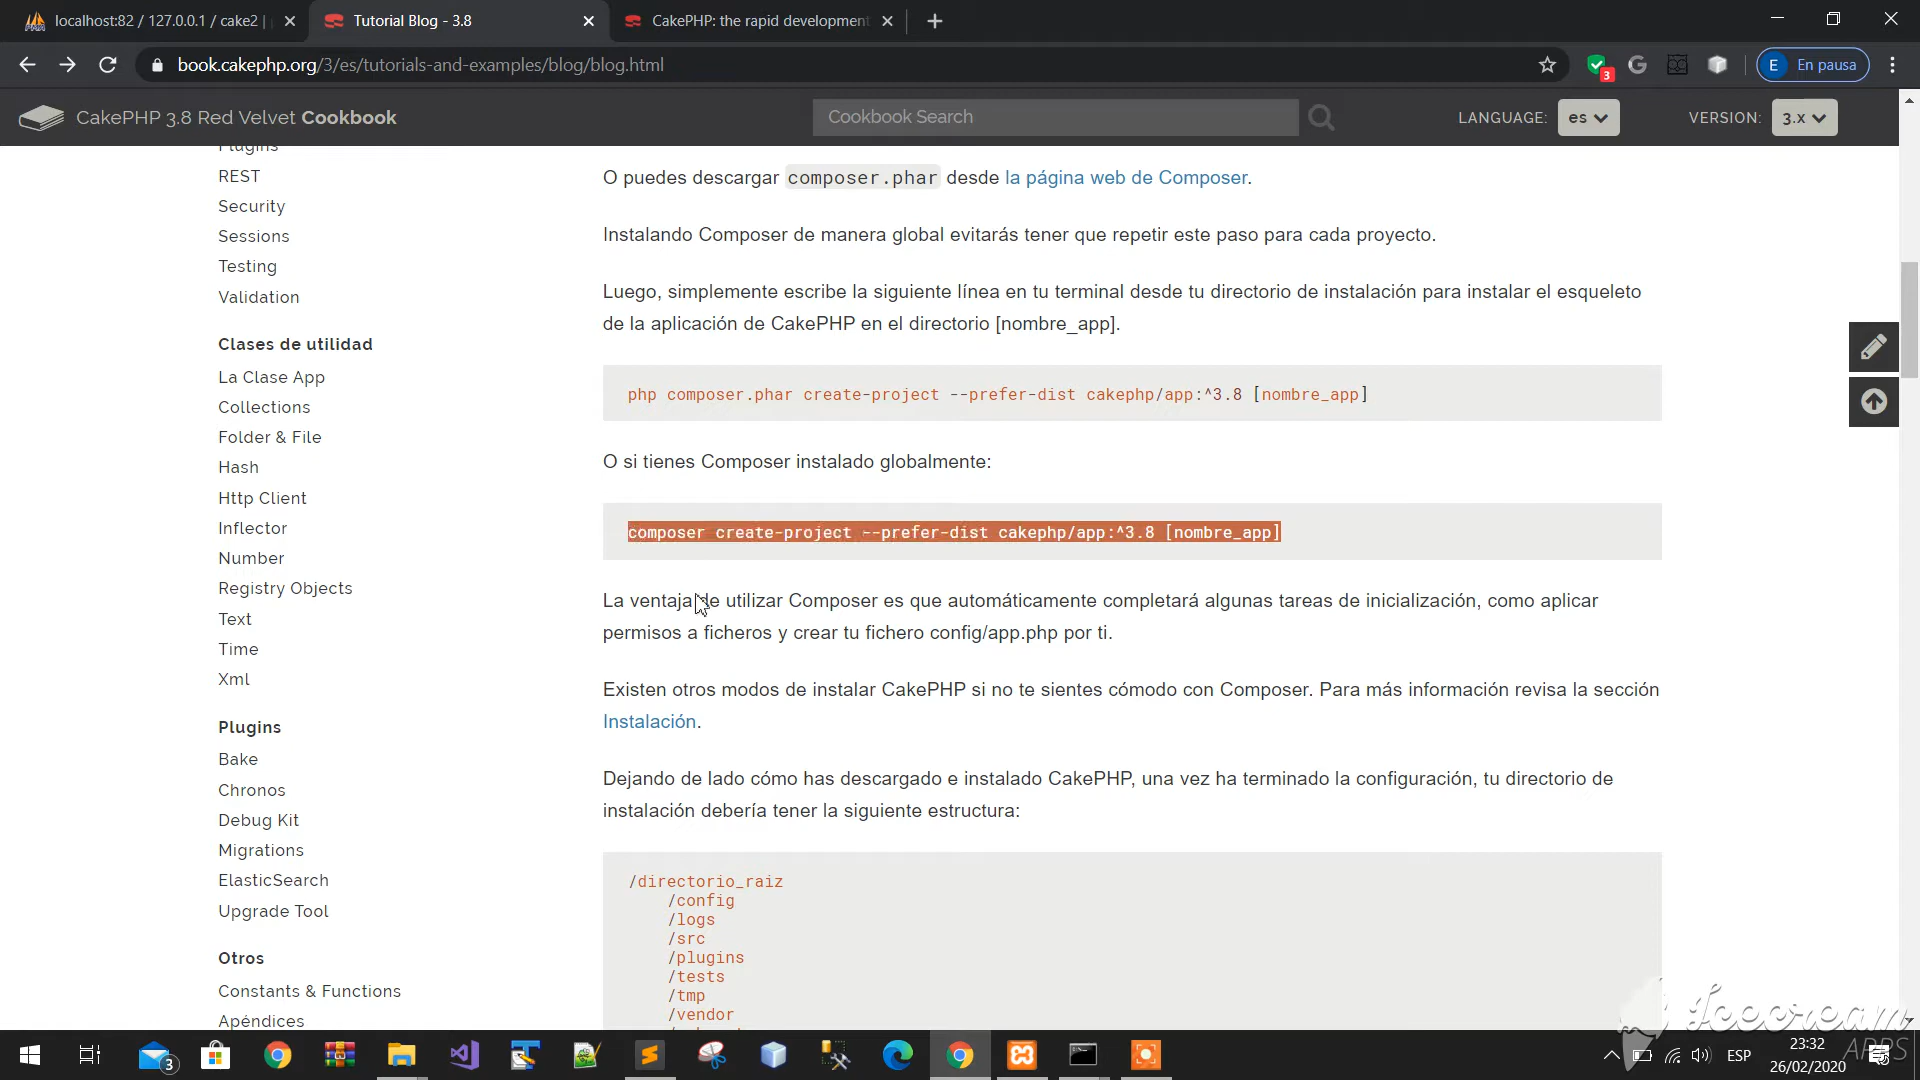 localhost:82 / 127.0.0.1 / cake2 |
Tutorial Blog - 3.8
CakePHP: the rapid development
book.cakephp.org/3/es/tutorials-and-examples/blog/blog.html
3
E En pausa
CakePHP 3.8 Red Velvet Cookbook
Cookbook Search
LANGUAGE: es
VERSION: 3.x
Plugins
REST
Security
Sessions
Testing
Validation
Clases de utilidad
La Clase App
Collections
Folder & File
Hash
Http Client
Inflector
Number
Registry Objects
Text
Time
Xml
Plugins
Bake
Chronos
Debug Kit
Migrations
ElasticSearch
Upgrade Tool
Otros
Constants & Functions
Apéndices
O puedes descargar composer.phar desde la página web de Composer.
Instalando Composer de manera global evitarás tener que repetir este paso para cada proyecto.
Luego, simplemente escribe la siguiente línea en tu terminal desde tu directorio de instalación para instalar el esqueleto
de la aplicación de CakePHP en el directorio [nombre_app].
php composer.phar create-project --prefer-dist cakephp/app:^3.8 [nombre_app]
O si tienes Composer instalado globalmente:
composer create-project --prefer-dist cakephp/app:^3.8 [nombre_app]
La ventaja de utilizar Composer es que automáticamente completará algunas tareas de inicialización, como aplicar
permisos a ficheros y crear tu fichero config/app.php por ti.
Existen otros modos de instalar CakePHP si no te sientes cómodo con Composer. Para más información revisa la sección
Instalación.
Dejando de lado cómo has descargado e instalado CakePHP, una vez ha terminado la configuración, tu directorio de
instalación debería tener la siguiente estructura:
/directorio_raiz
/config
/logs
/src
/plugins
/tests
/tmp
/vendor
Icecream
APPS
3
ESP
23:32
26/02/2020